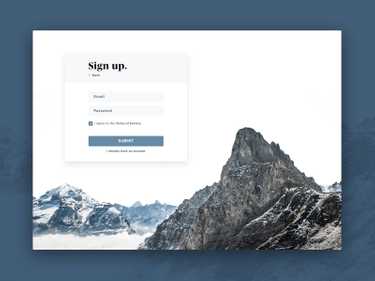 Sign up.
Back
Email
Password
I agree to the Terms of Service
SUBMIT
I already have an account